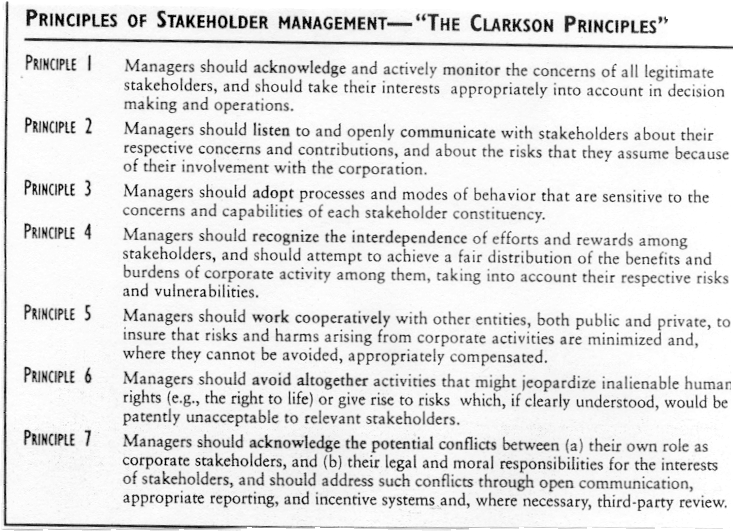 PRINCIPLES OF STAKEHOLDER MANAGEMENT—"THE CLARKSON PRINCIPLES"
PRINCIPLE 1 Managers should acknowledge and actively monitor the concerns of all legitimate
stakeholders, and should take their interests appropriately into account in decision
making and operations.
PRINCIPLE 2 Managers should listen to and openly communicate with stakeholders about their
respective concerns and contributions, and about the risks that they assume because
of their involvement with the corporation.
PRINCIPLE 3 Managers should adopt processes and modes of behavior that are sensitive to the
concerns and capabilities of each stakeholder constituency.
PRINCIPLE 4 Managers should recognize the interdependence of efforts and rewards among
stakeholders, and should attempt to achieve a fair distribution of the benefits and
burdens of corporate activity among them, taking into account their respective risks
and vulnerabilities.
PRINCIPLE 5 Managers should work cooperatively with other entities, both public and private, to
insure that risks and harms arising from corporate activities are minimized and,
where they cannot be avoided, appropriately compensated.
PRINCIPLE 6 Managers should avoid altogether activities that might jeopardize inalienable human
rights (e.g., the right to life) or give rise to risks which, if clearly understood, would be
patently unacceptable to relevant stakeholders.
PRINCIPLE 7 Managers should acknowledge the potential conflicts between (a) their own role as
corporate stakeholders, and (b) their legal and moral responsibilities for the interests
of stakeholders, and should address such conflicts through open communication,
appropriate reporting, and incentive systems and, where necessary, third-party review.